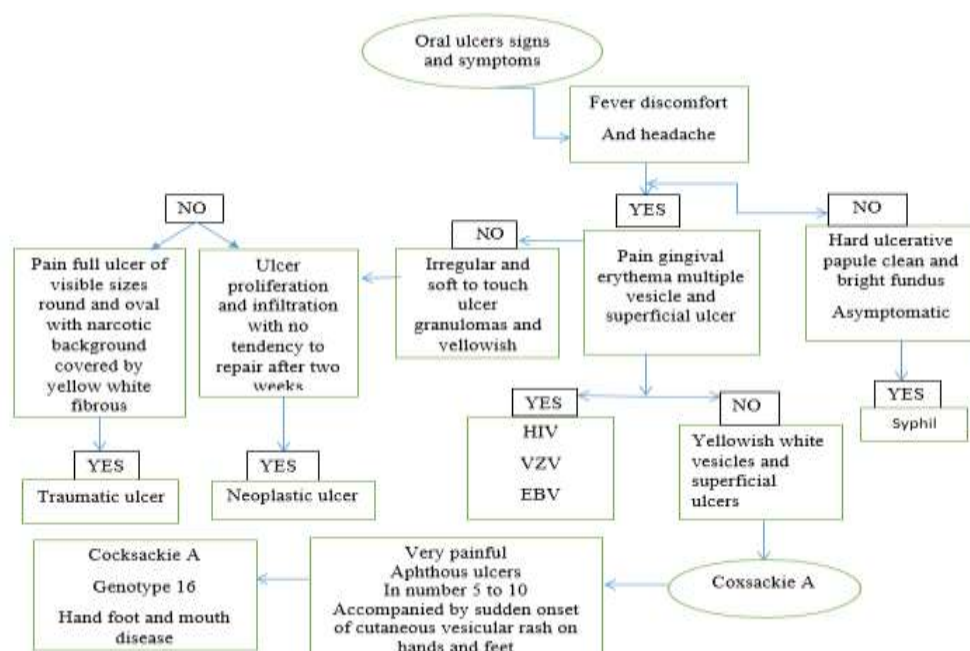 Oral ulcers signs
and symptoms
Fever discomfort
And headache
NO
YES
NO
NO
Pain full ulcer of
visible sizes
round and oval
with narcotic
background
covered by
yellow white
fibrous
Ulcer
proliferation
and infiltration
with no
tendency to
repair after two
weeks
Irregular and
soft to touch
ulcer
granulomas and
yellowish
Pain gingival
erythema multiple
vesicle and
superficial ulcer
Hard ulcerative
papule clean and
bright fundus
Asymptomatic
YES
Traumatic ulcer
YES
Neoplastic ulcer
YES
HIV
VZV
EBV
NO
Yellowish white
vesicles and
superficial
ulcers
YES
Syphil
Cocksackie A
Genotype 16
Hand foot and mouth
disease
Very painful
Aphthous ulcers
In number 5 to 10
Accompanied by sudden onset
of cutaneous vesicular rash on
hands and feet
Coxsackie A